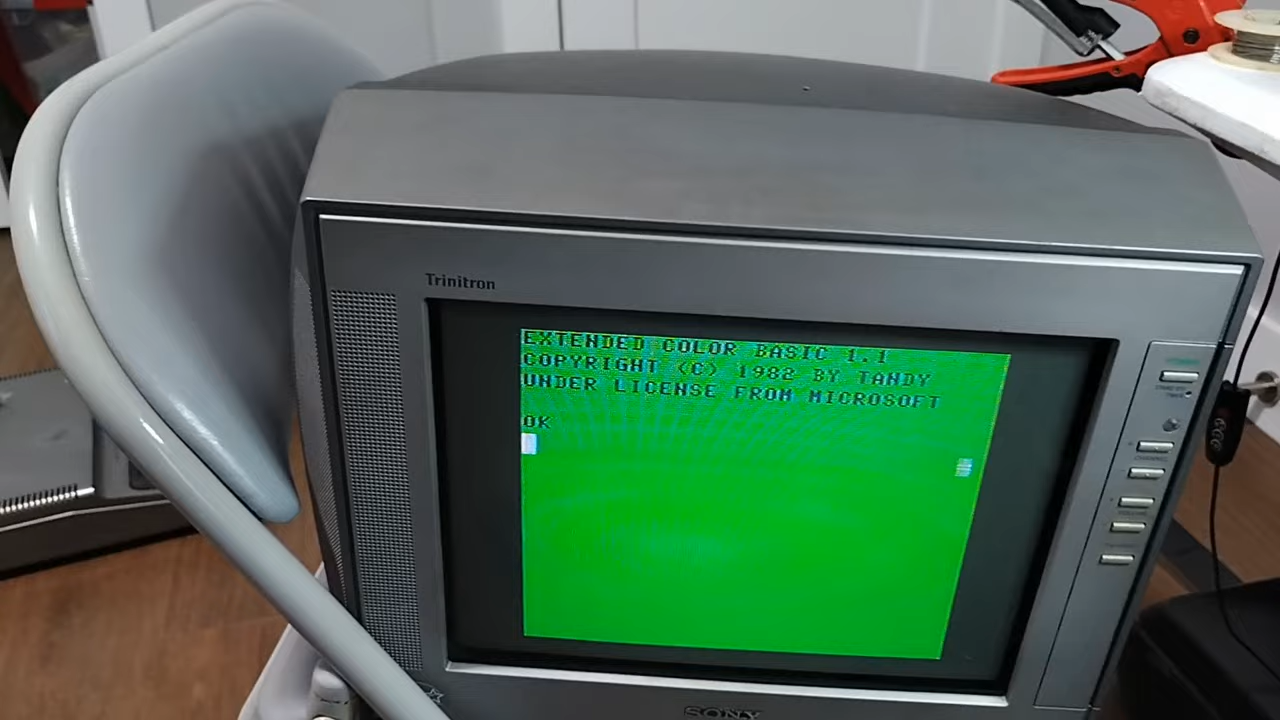 Trinitron
EXTENDED COLOR BASIC 1.1
COPYRIGHT (C) 1982 BY TANDY
UNDER LICENSE FROM MICROSOFT
OK
SONY